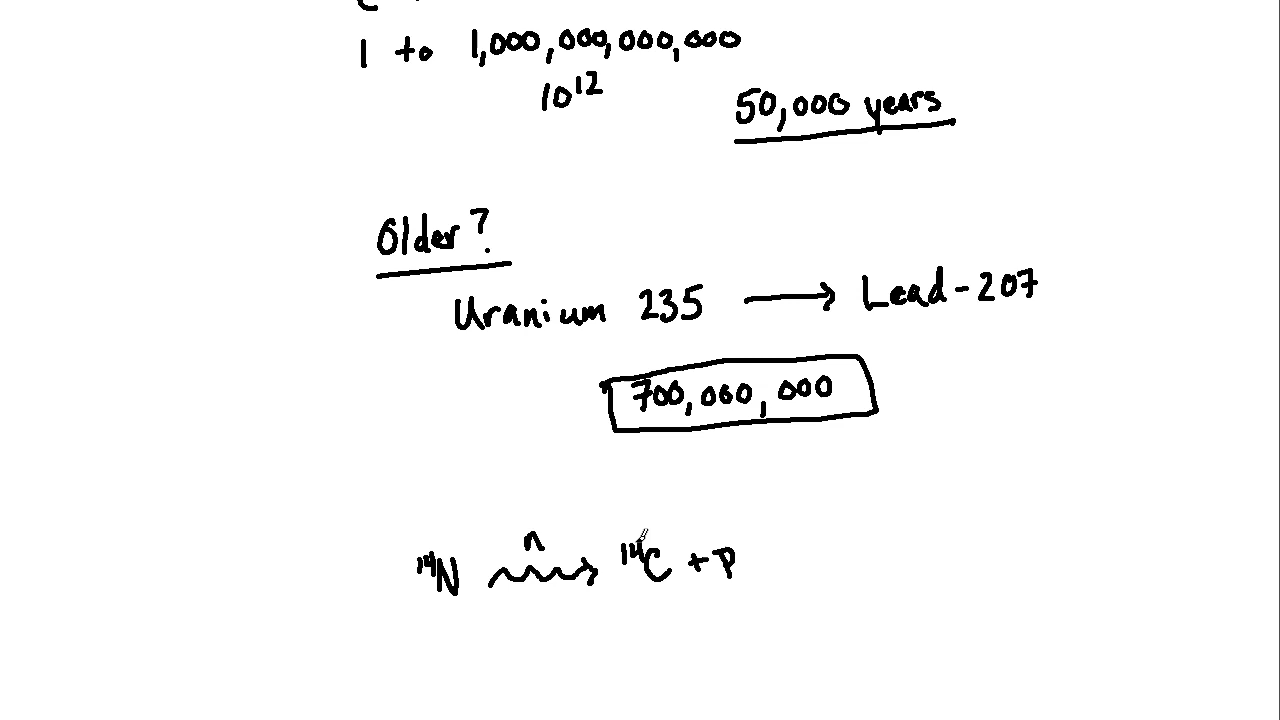 1 to 1,000,000,000,000
10¹²
50,000 years
Older?
Uranium 235 → Lead-207
700,000,000
n
¹⁴N → ¹⁴C + P